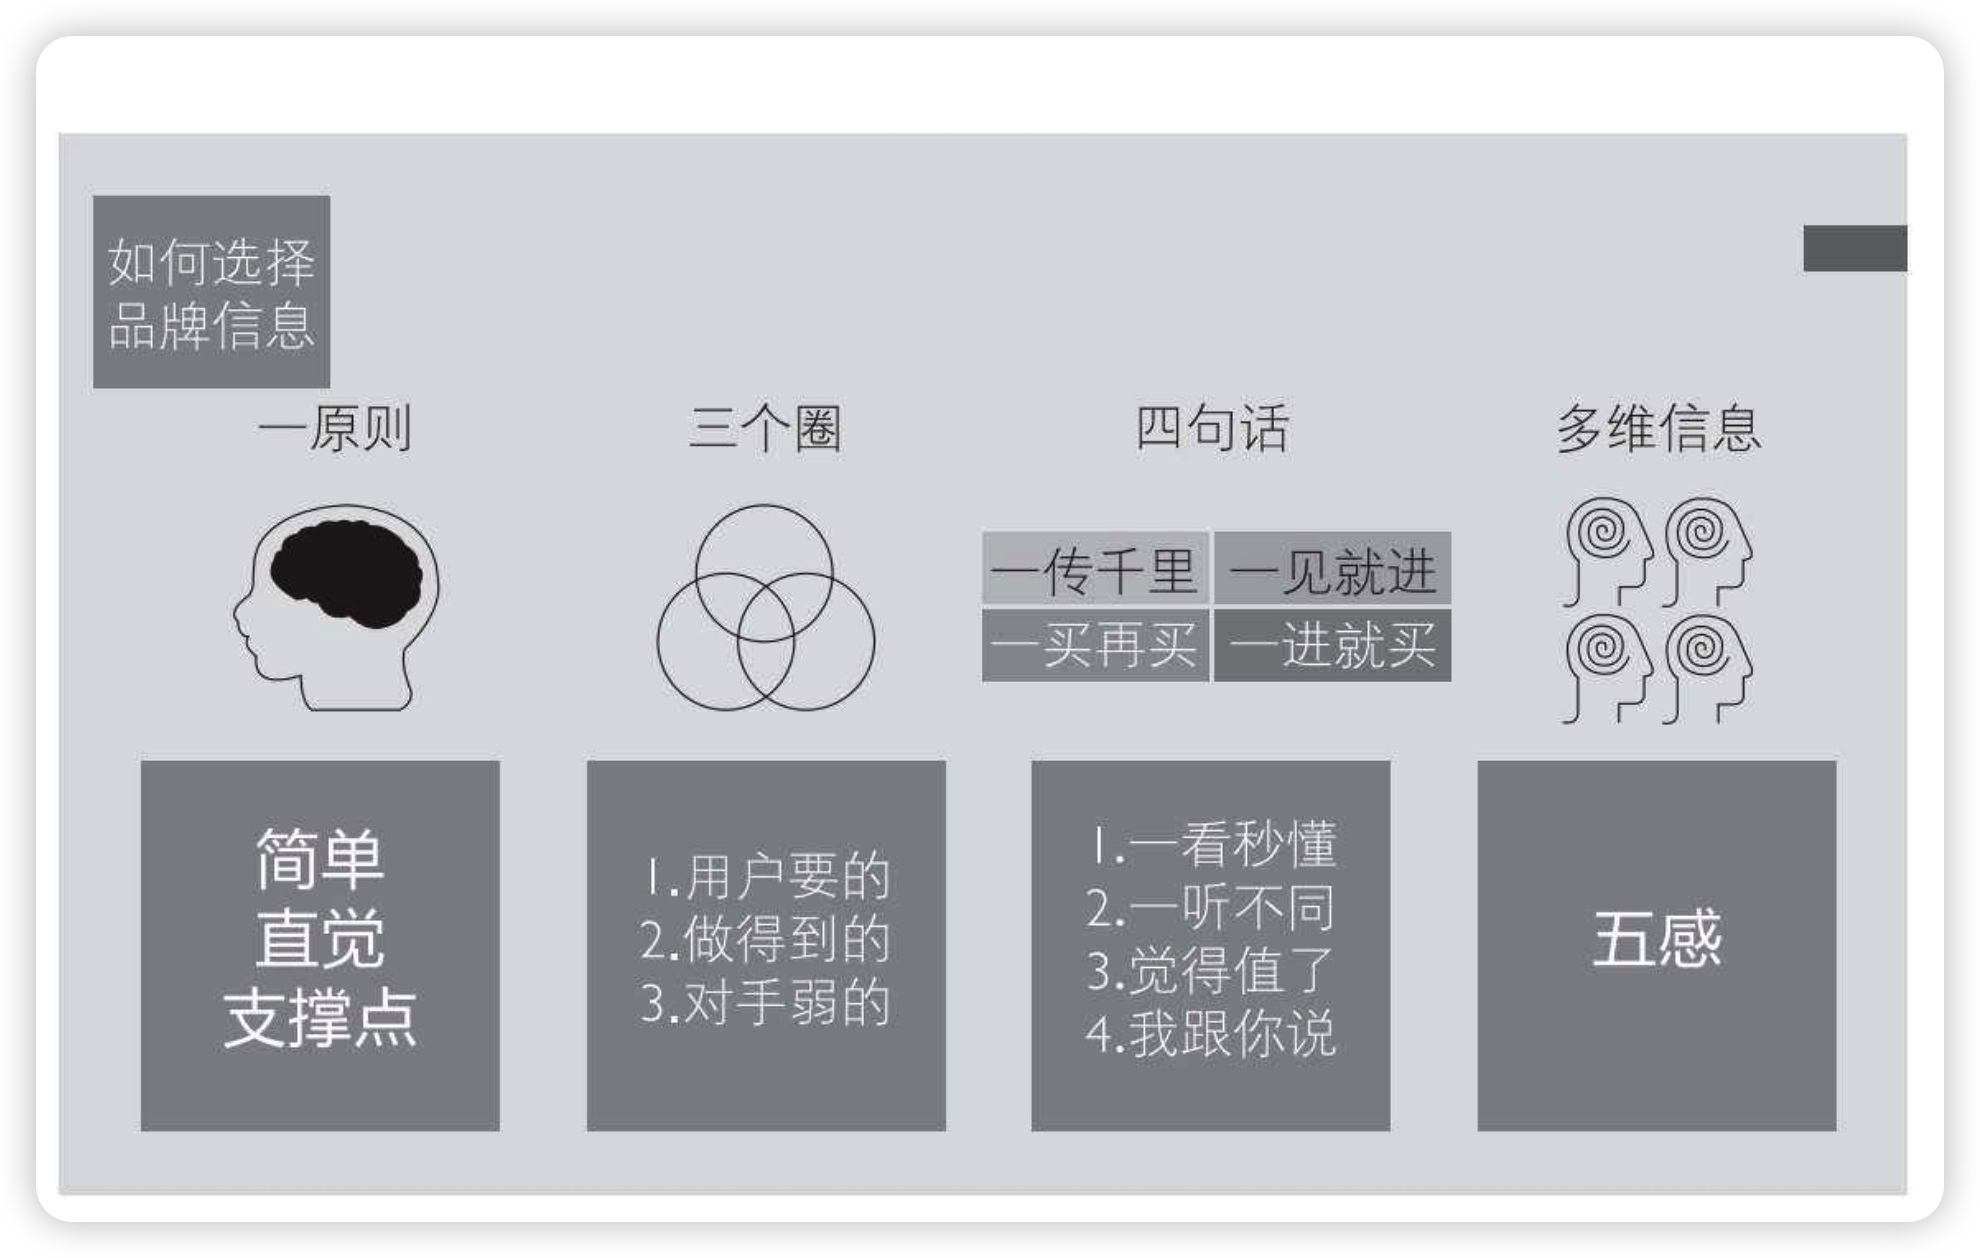 如何选择
品牌信息
一原则
三个圈
四句话
多维信息
一传千里
一见就进
一买再买
一进就买
简单
直觉
支撑点
1.用户要的
2.做得到的
3.对手弱的
1.一看秒懂
2.一听不同
3.觉得值了
4.我跟你说
五感